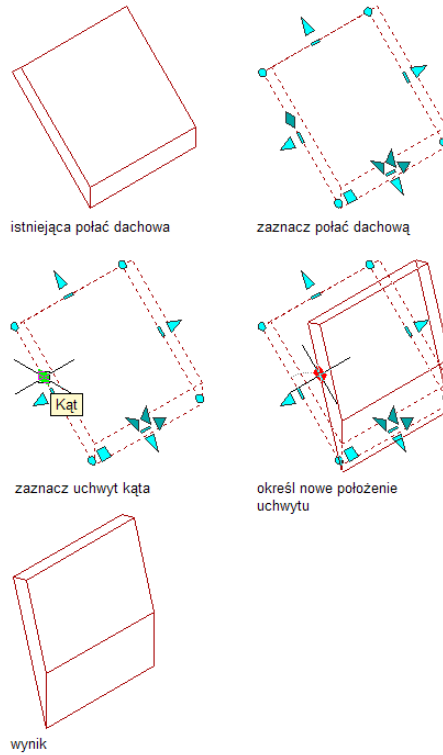 istniejąca połać dachowa
zaznacz połać dachową
Kąt
zaznacz uchwyt kąta
określ nowe położenie
uchwytu
wynik